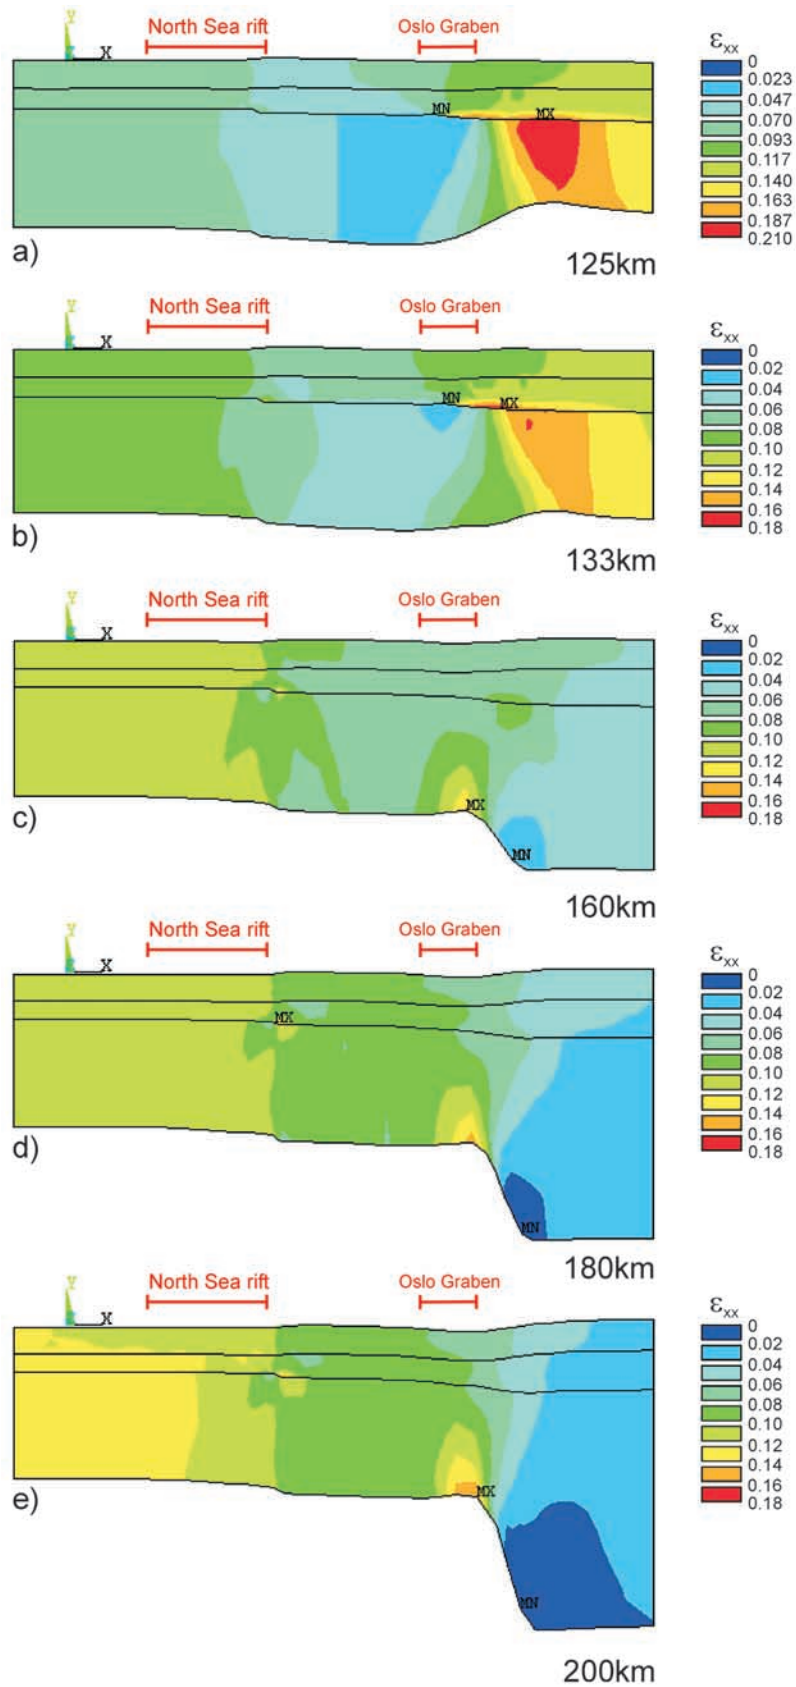 Y
North Sea rift
Oslo Graben
εxx
X
0
0.023
0.047
0.070
0.093
0.117
0.140
0.163
0.187
0.210
MN
MX
a)
125km
Y
North Sea rift
Oslo Graben
εxx
X
0
0.02
0.04
0.06
0.08
0.10
0.12
0.14
0.16
0.18
MN
MX
b)
133km
Y
North Sea rift
Oslo Graben
εxx
X
0
0.02
0.04
0.06
0.08
0.10
0.12
0.14
0.16
0.18
MX
MN
c)
160km
Y
North Sea rift
Oslo Graben
εxx
X
0
0.02
0.04
0.06
0.08
0.10
0.12
0.14
0.16
0.18
MX
MN
d)
180km
Y
North Sea rift
Oslo Graben
εxx
X
0
0.02
0.04
0.06
0.08
0.10
0.12
0.14
0.16
0.18
MX
e)
MN
200km